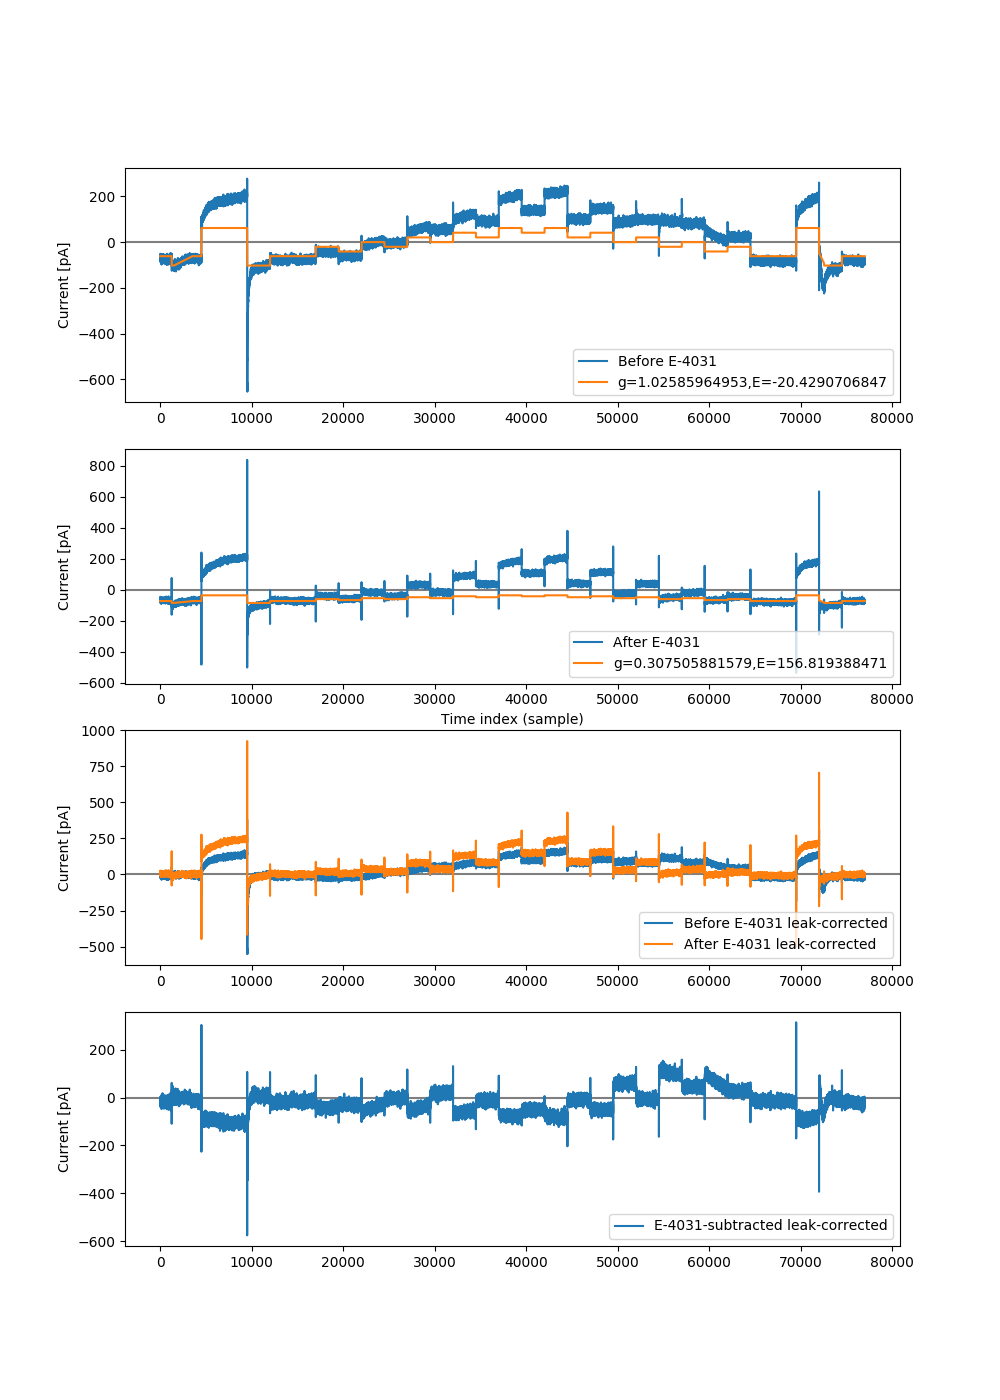 200
0
−200
−400
−600
Current [pA]
Before E-4031
g=1.02585964953,E=-20.4290706847
0 10000 20000 30000 40000 50000 60000 70000 80000
800
600
400
200
0
−200
−400
−600
Current [pA]
After E-4031
g=0.307505881579,E=156.819388471
0 10000 20000 30000 40000 50000 60000 70000 80000
Time index (sample)
1000
750
500
250
0
−250
−500
Current [pA]
Before E-4031 leak-corrected
After E-4031 leak-corrected
0 10000 20000 30000 40000 50000 60000 70000 80000
200
0
−200
−400
−600
Current [pA]
E-4031-subtracted leak-corrected
0 10000 20000 30000 40000 50000 60000 70000 80000